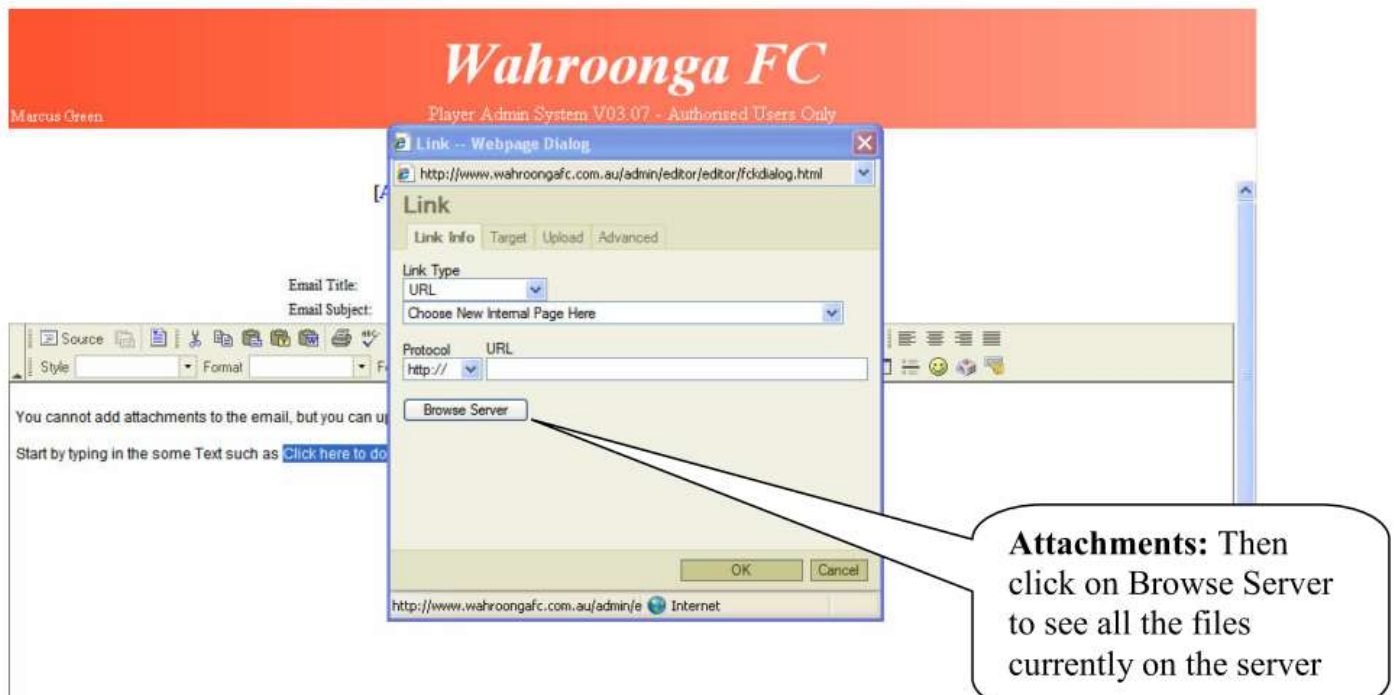 Wahroonga FC
Marcus Green
Player Admin System V03.07 - Authorised Users Only
Link -- Webpage Dialog
http://www.wahroongafc.com.au/admin/editor/editor/fckdialog.html
[A
Link
Link Info Target Upload Advanced
Link Type
URL
Choose New Internal Page Here
Protocol URL
http://
Browse Server
OK Cancel
http://www.wahroongafc.com.au/admin/e Internet
Email Title:
Email Subject:
Source
Style Format F
You cannot add attachments to the email, but you can u
Start by typing in the some Text such as Click here to do
Attachments: Then
click on Browse Server
to see all the files
currently on the server